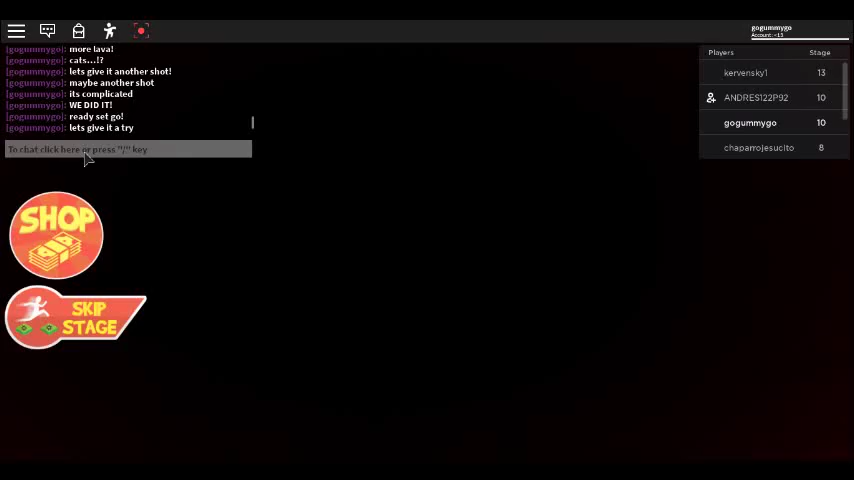 gogummygo
Account: <13
[gogummygo]: more lava!
[gogummygo]: cats...!?
[gogummygo]: lets give it another shot!
[gogummygo]: maybe another shot
[gogummygo]: its complicated
[gogummygo]: WE DID IT!
[gogummygo]: ready set go!
[gogummygo]: lets give it a try
To chat click here or press "/" key
Players Stage
kervensky1 13
ANDRES122P92 10
gogummygo 10
chaparrojesucito 8
SHOP
SKIP
STAGE